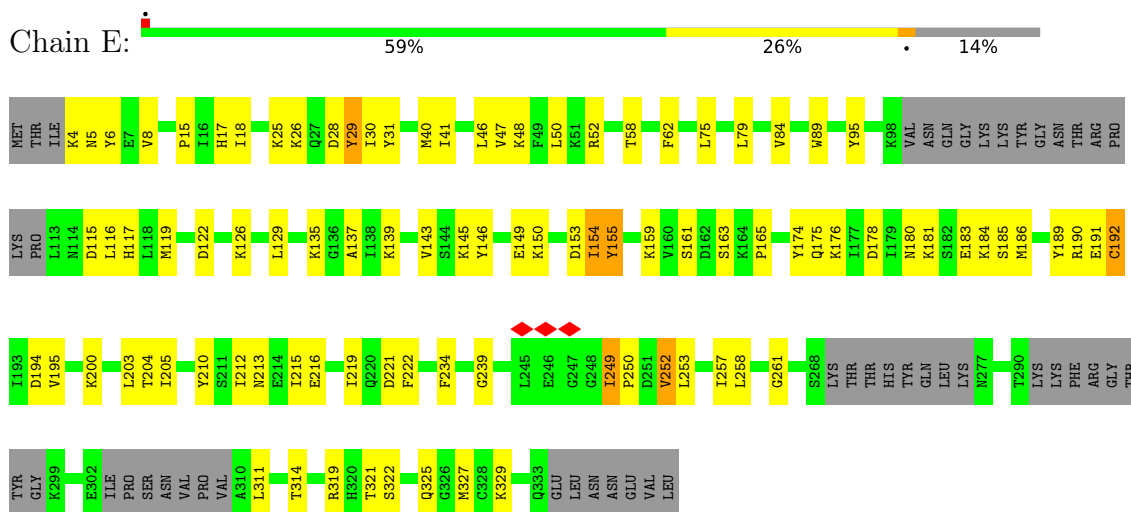 Chain E:
59% 26% • 14%
MET THR ILE K4 N5 Y6 E7 V8 P15 I16 H17 I18 K25 K26 Q27 D28 Y29 I30 Y31 M40 I41 L46 V47 K48 F49 L50 K51 R52 T58 F62 L75 L79 V84 W89 Y95 K98 VAL ASN GLN GLY LYS LYS TYR GLY ASN THR ARG PRO
LYS PRO L113 N114 D115 L116 H117 L118 M119 D122 K126 L129 K135 G136 A137 I138 K139 V143 S144 K145 Y146 E149 K150 D153 I154 Y155 K159 V160 S161 D162 S163 K164 P165 Y174 Q175 K176 I177 D178 I179 N180 K181 S182 E183 K184 S185 M186 Y189 R190 E191 C192
I193 D194 V195 K200 L203 T204 I205 Y210 S211 I212 N213 E214 I215 E216 I219 Q220 D221 F222 F234 G239 L245 E246 G247 G248 I249 P250 D251 V252 L253 I257 L258 G261 S268 LYS THR THR HIS TYR GLN LEU LYS N277 T290 LYS LYS PHE ARG GLY THR
TYR GLY K299 E302 ILE PRO SER ASN VAL PRO VAL A310 L311 T314 R319 H320 T321 S322 Q325 G326 M327 C328 K329 Q333 GLU LEU ASN ASN GLU VAL LEU